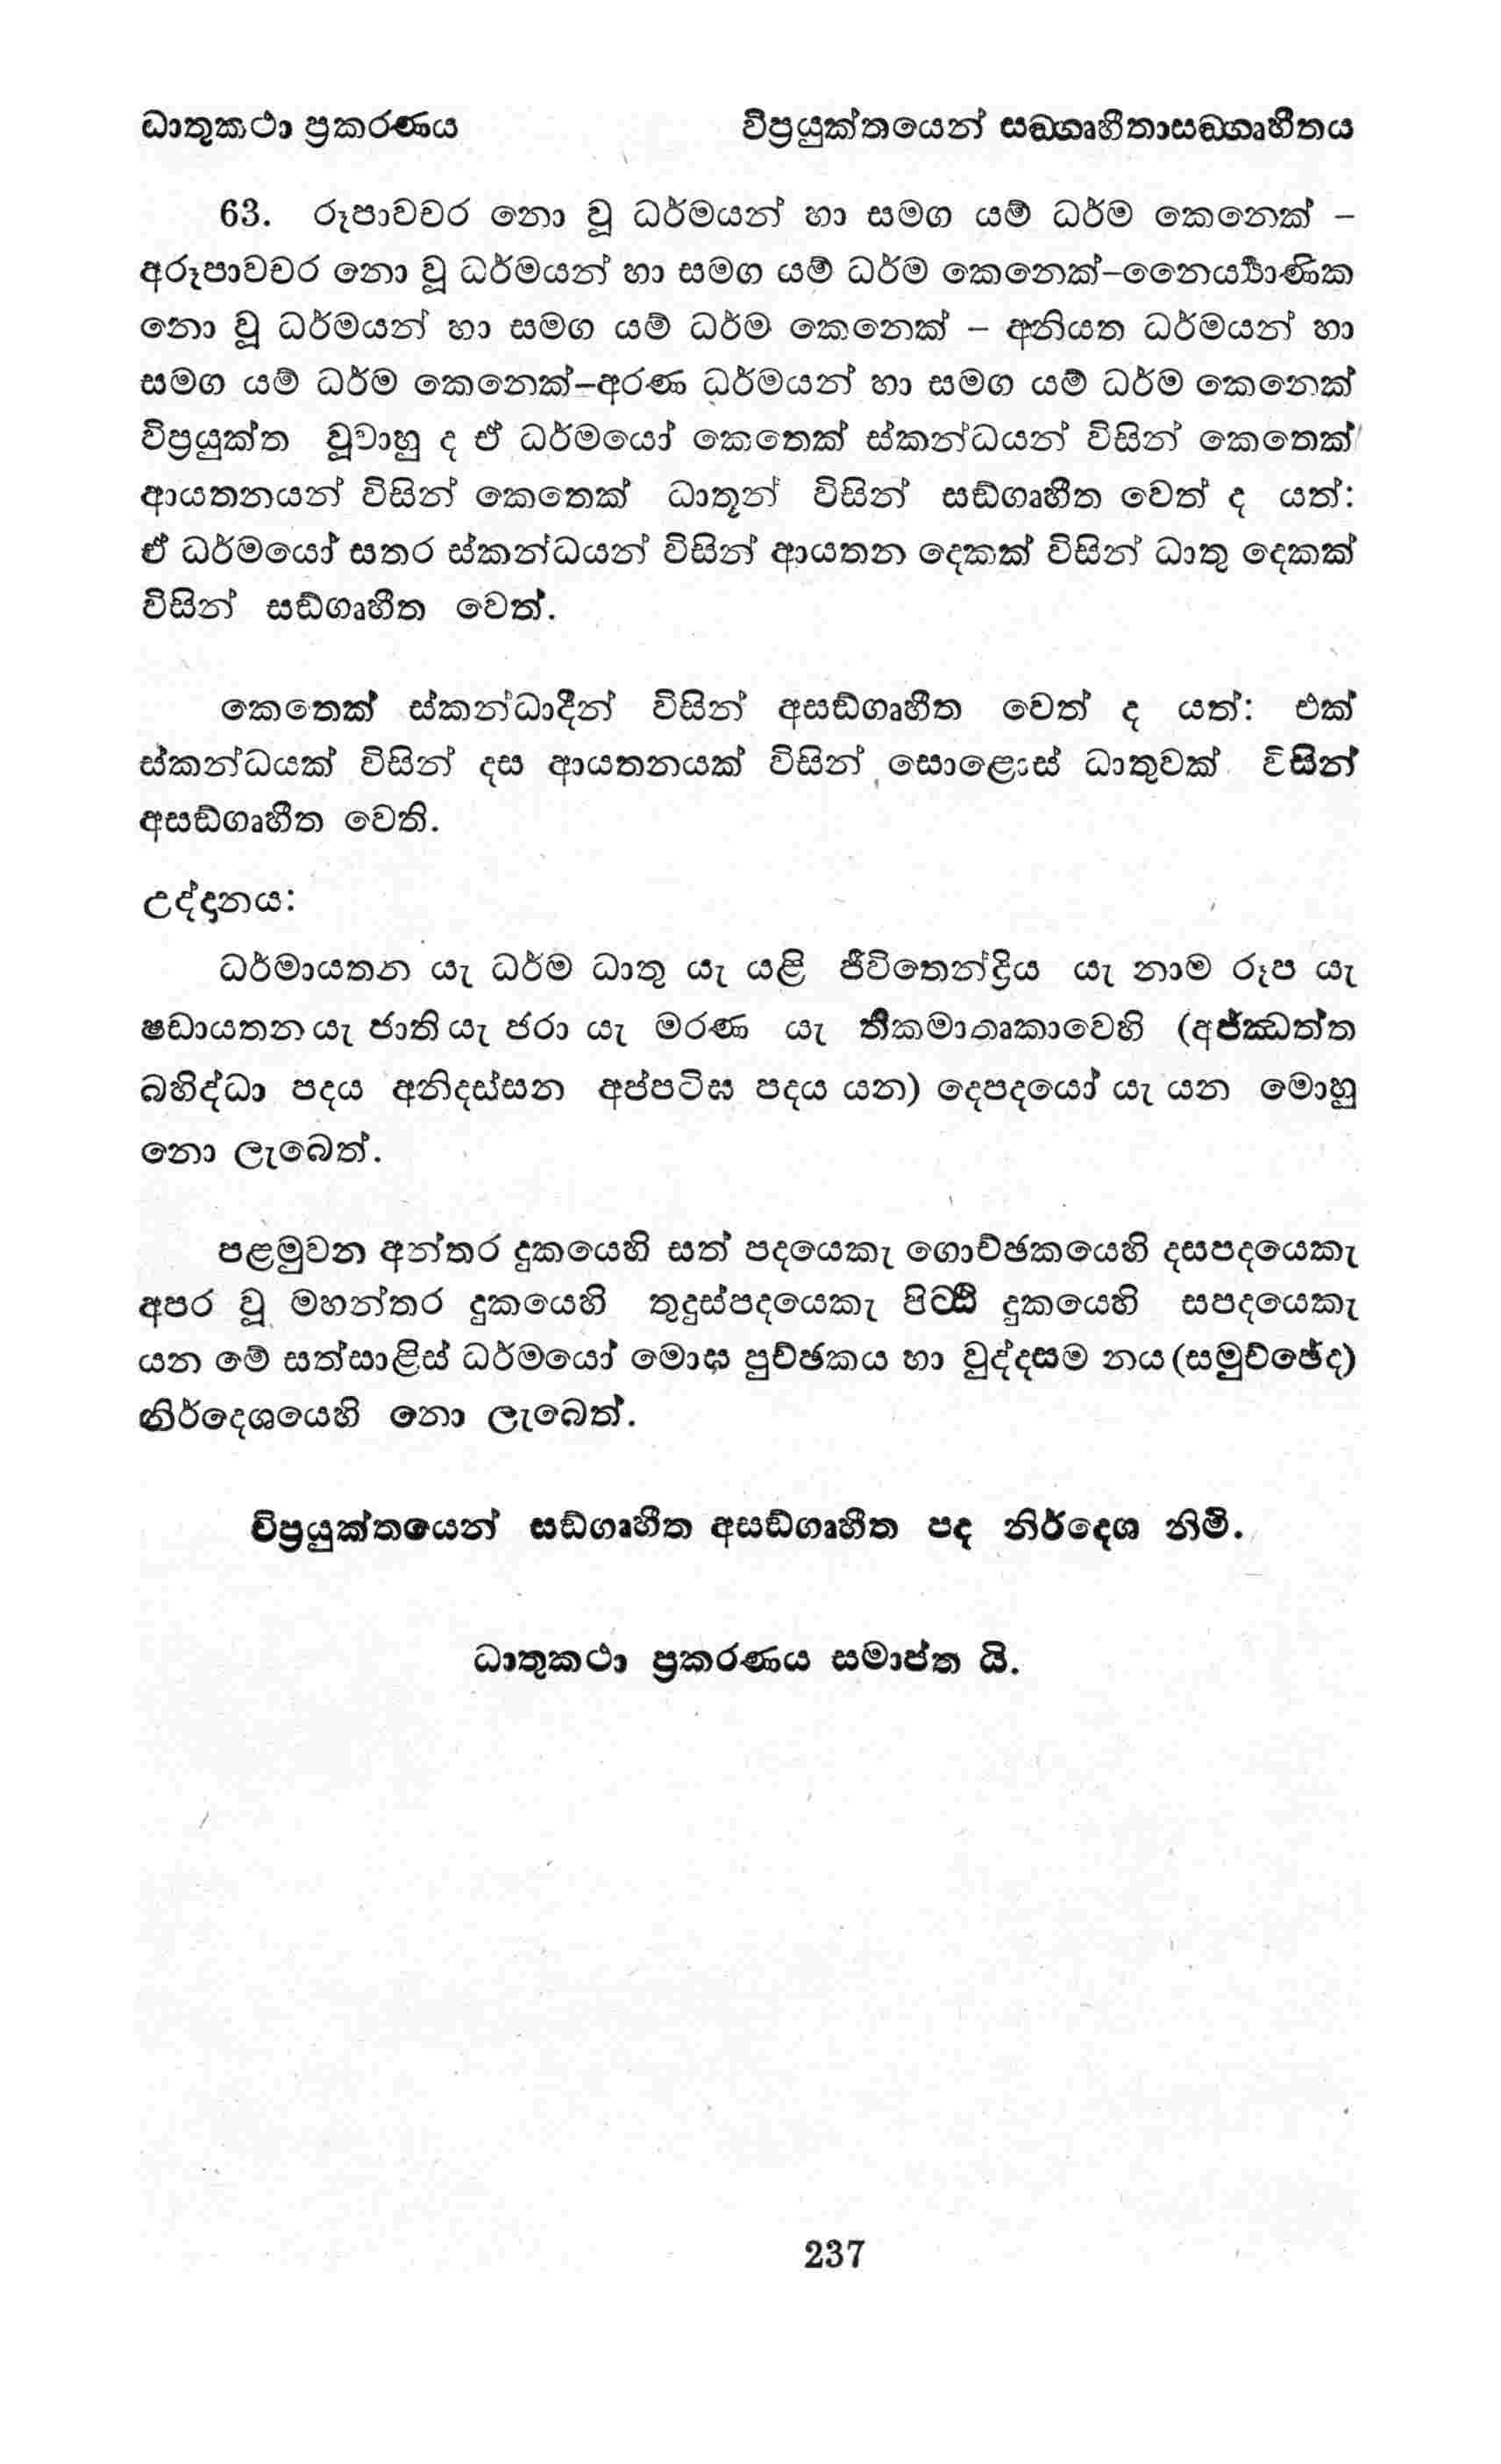 ධාතුකථා ප්‍රකරණය විප්‍රයුක්තයෙන් සඞ්ගෘහීතාසඞ්ගෘහීතය
63. රූපාවචර නො වූ ධර්මයන් හා සමග යම් ධර්ම කෙනෙක් –
අරූපාවචර නො වූ ධර්මයන් හා සමග යම් ධර්ම කෙනෙක්–නෛය්‍ර්‍යාණික
නො වූ ධර්මයන් හා සමග යම් ධර්ම කෙනෙක් – අනියත ධර්මයන් හා
සමග යම් ධර්ම කෙනෙක්–අරණ ධර්මයන් හා සමග යම් ධර්ම කෙනෙක්
විප්‍රයුක්ත වූවාහු ද ඒ ධර්මයෝ කෙතෙක් ස්කන්ධයන් විසින් කෙතෙක්
ආයතනයන් විසින් කෙතෙක් ධාතූන් විසින් සඞ්ගෘහීත වෙත් ද යත්:
ඒ ධර්මයෝ සතර ස්කන්ධයන් විසින් ආයතන දෙකක් විසින් ධාතු දෙකක්
විසින් සඞ්ගෘහීත වෙත්.
කෙතෙක් ස්කන්ධාදීන් විසින් අසඞ්ගෘහීත වෙත් ද යත්: එක්
ස්කන්ධයක් විසින් දස ආයතනයක් විසින් සොළොස් ධාතුවක් විසින්
අසඞ්ගෘහීත වෙති.
උද්දානය:
ධර්මායතන යැ ධර්ම ධාතු යැ යළි ජීවිතෙන්ද්‍රිය යැ නාම රූප යැ
ෂඩායතන යැ ජාති යැ ජරා යැ මරණ යැ තිකමාතෘකාවෙහි (අජ්ඣත්ත
බහිද්ධා පදය අනිදස්සන අප්පටිඝ පදය යන) දෙපදයෝ යැ යන මොහු
නො ලැබෙත්.
පළමුවන අන්තර දුකයෙහි සත් පදයෙකැ ගොච්ඡකයෙහි දසපදයෙකැ
අපර වූ මහන්තර දුකයෙහි තුදුස්පදයෙකැ පිට්ඨි දුකයෙහි සපදයෙකැ
යන මේ සත්සාළිස් ධර්මයෝ මොඝ පුච්ඡකය හා වුද්දසම නය (සමුච්ඡේද)
නිර්දෙශයෙහි නො ලැබෙත්.
විප්‍රයුක්තයෙන් සඞ්ගෘහීත අසඞ්ගෘහීත පද නිර්දෙශ නිමි.
ධාතුකථා ප්‍රකරණය සමාප්ත යි.
237